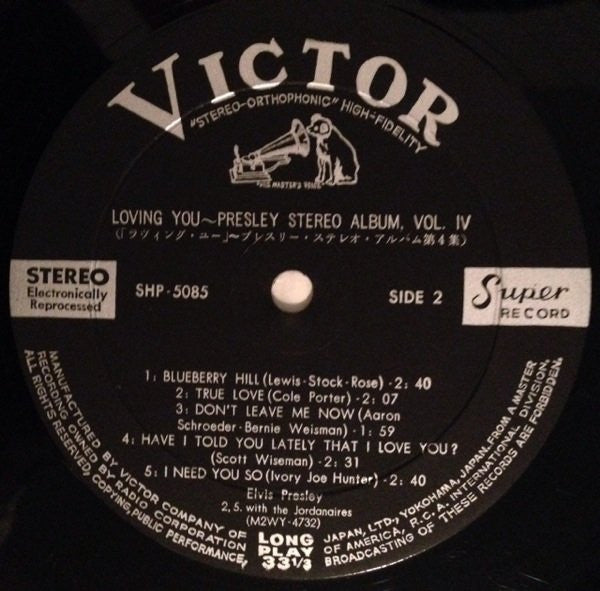 VICTOR
"STEREO-ORTHOPHONIC" HIGH-FIDELITY
"HIS MASTER'S VOICE"
LOVING YOU~PRESLEY STEREO ALBUM, VOL. IV
(「ラヴィング・ユー」~プレスリー・ステレオ・アルバム第4集)
STEREO
Electronically
Reprocessed
SHP-5085
SIDE 2
Super
RECORD
1: BLUEBERRY HILL (Lewis-Stock-Rose) - 2: 40
2: TRUE LOVE (Cole Porter) - 2: 07
3: DON'T LEAVE ME NOW (Aaron
Schroeder-Bernie Weisman) - 1: 59
4: HAVE I TOLD YOU LATELY THAT I LOVE YOU?
(Scott Wiseman) - 2: 31
5: I NEED YOU SO (Ivory Joe Hunter) - 2: 40
Elvis Presley
2, 5. with the Jordanaires
(M2WY-4732)
LONG
PLAY
33 1/3
MANUFACTURED BY VICTOR COMPANY OF JAPAN, LTD., YOKOHAMA, JAPAN, FROM A MASTER
RECORDING OWNED BY RADIO CORPORATION OF AMERICA, R.C.A. INTERNATIONAL DIVISION.
ALL RIGHTS RESERVED, COPYING, PUBLIC PERFORMANCE, BROADCASTING OF THESE RECORDS ARE FORBIDDEN.